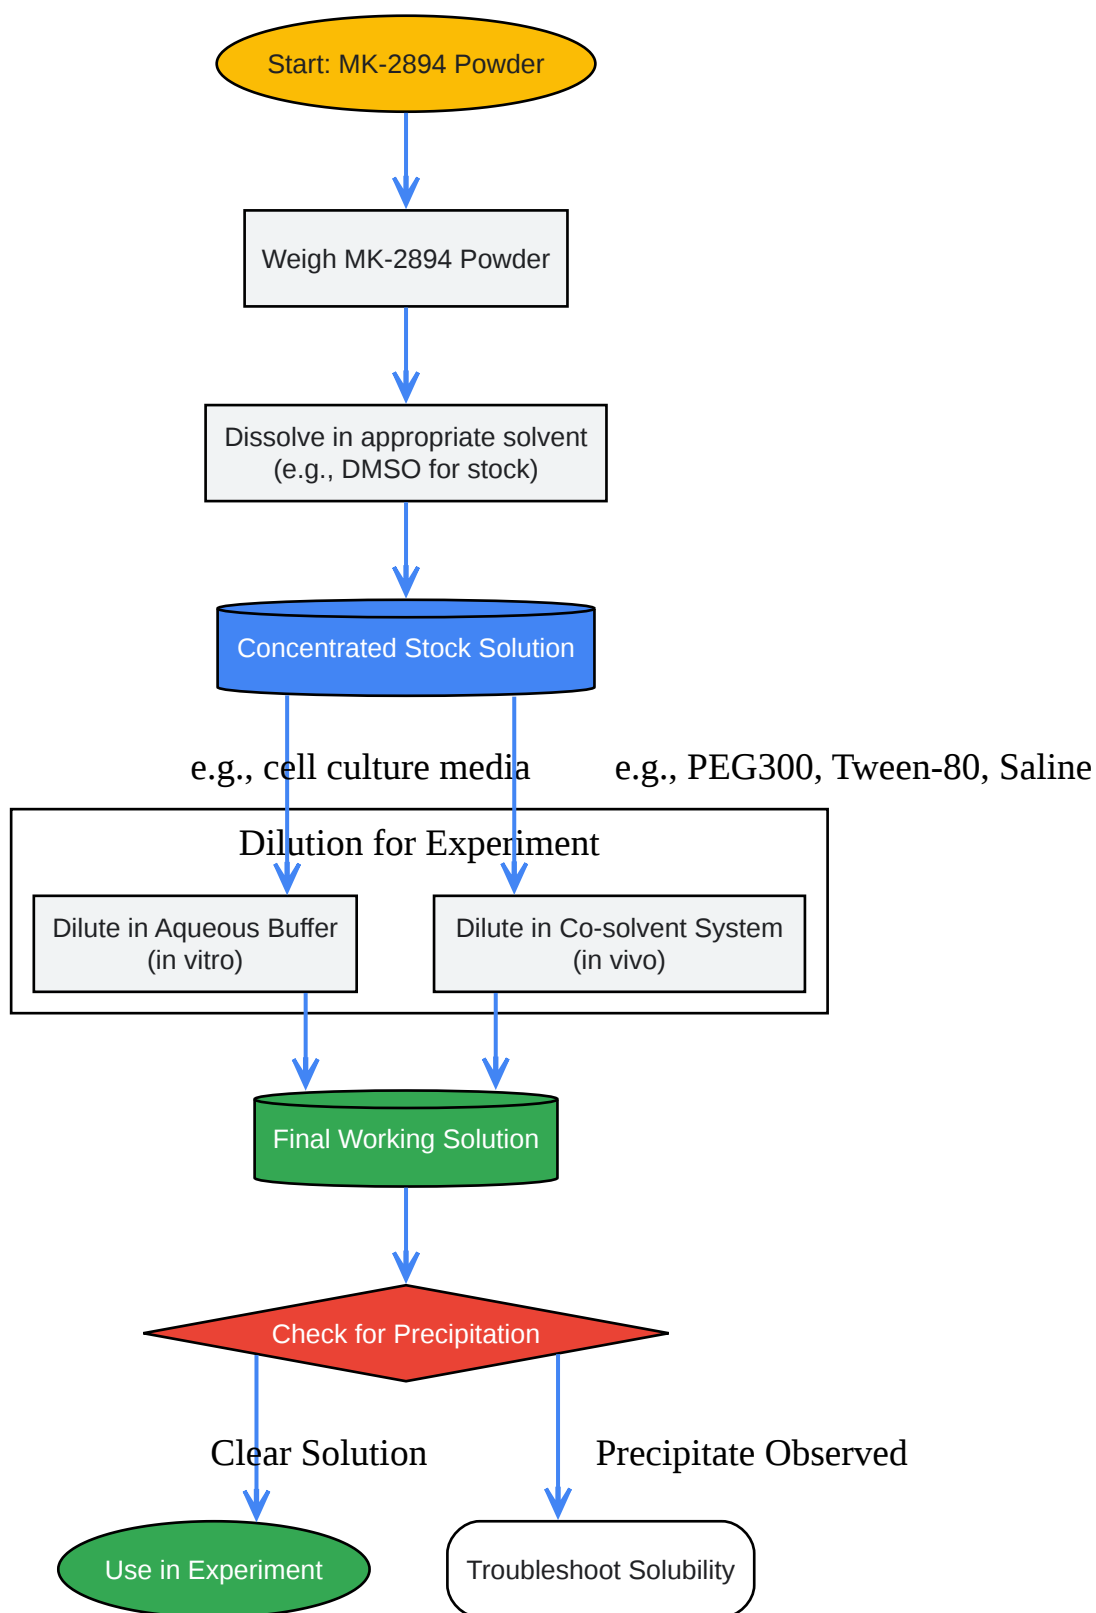 Start: MK-2894 Powder
Weigh MK-2894 Powder
Dissolve in appropriate solvent
(e.g., DMSO for stock)
Concentrated Stock Solution
e.g., cell culture media
e.g., PEG300, Tween-80, Saline
Dilution for Experiment
Dilute in Aqueous Buffer
(in vitro)
Dilute in Co-solvent System
(in vivo)
Final Working Solution
Check for Precipitation
Clear Solution
Precipitate Observed
Use in Experiment
Troubleshoot Solubility